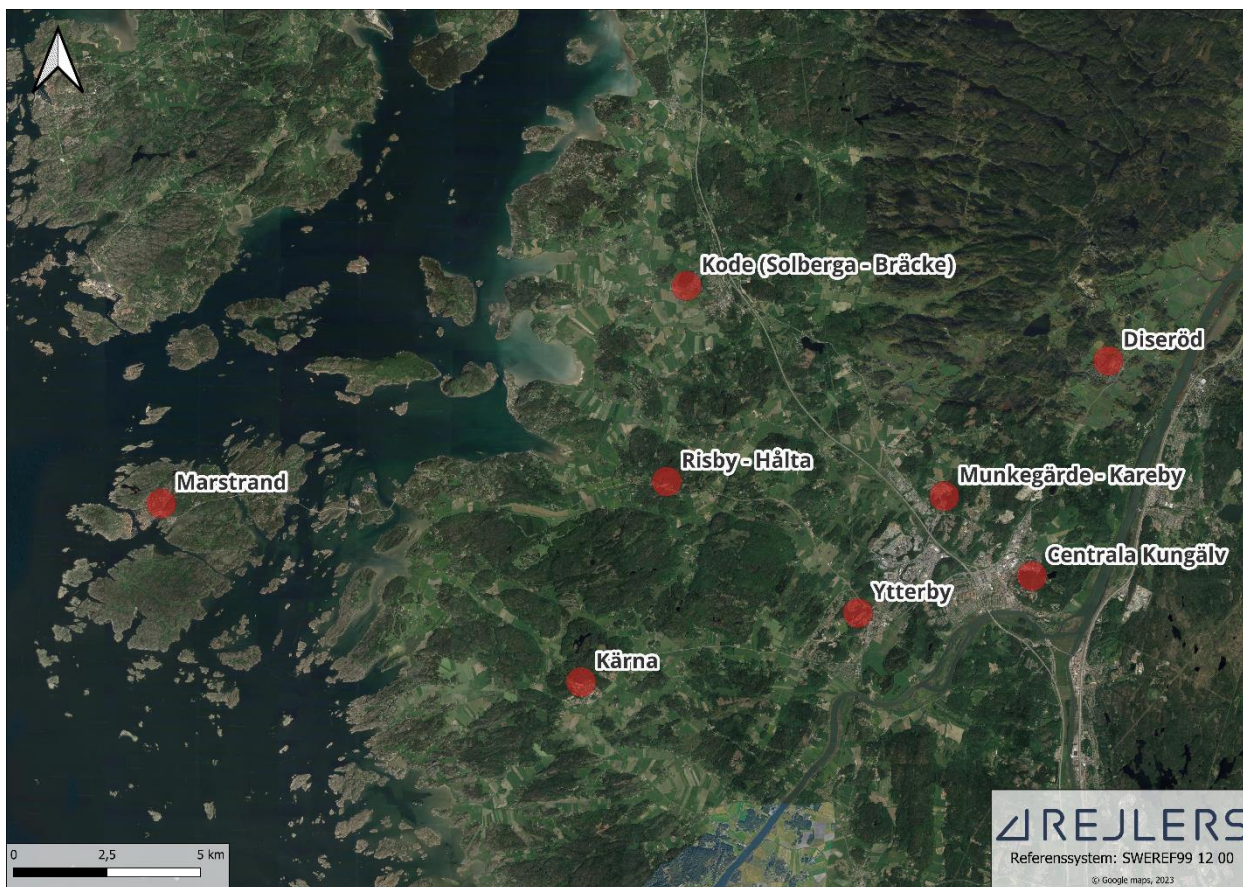 Kode (Solberga - Bräcke)
Diseröd
Risby - Hålta
Marstrand
Munkegärde - Kareby
Centrala Kungälv
Ytterby
Kärna
REJLERS
Referenssystem: SWEREF99 12 00
© Google maps, 2023
0 2,5 5 km